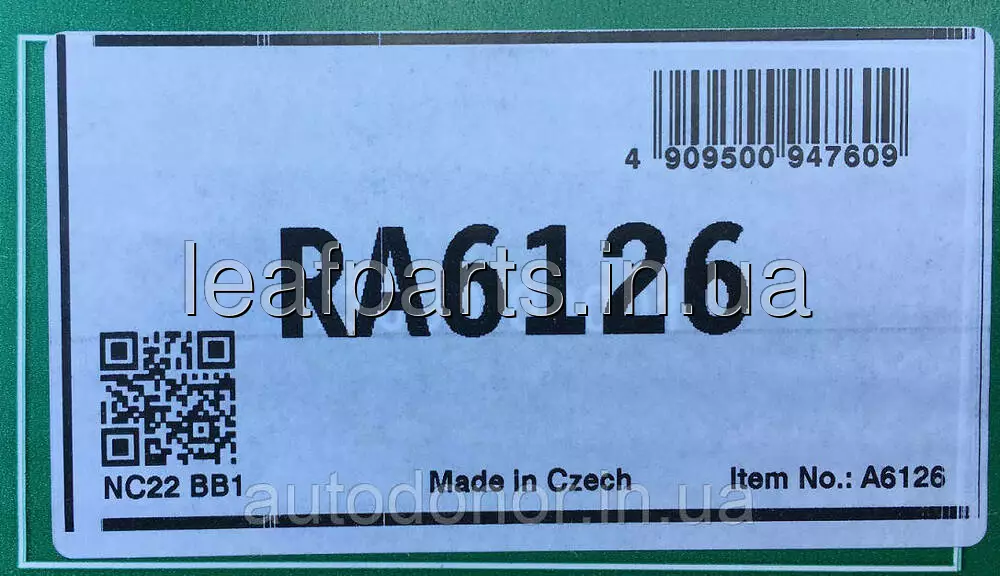 4 909500 947609
RA6126
leafparts.in.ua
NC22 BB1
Made in Czech
Item No.: A6126
autodonor.in.ua